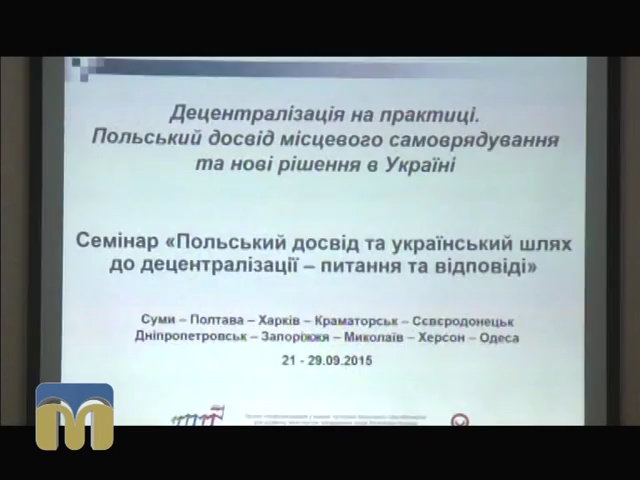 Децентралізація на практиці.
Польський досвід місцевого самоврядування
та нові рішення в Україні
Семінар «Польський досвід та український шлях
до децентралізації – питання та відповіді»
Суми – Полтава – Харків – Краматорськ – Сєвєродонецьк
Дніпропетровськ – Запоріжжя – Миколаїв – Херсон – Одеса
21 - 29.09.2015